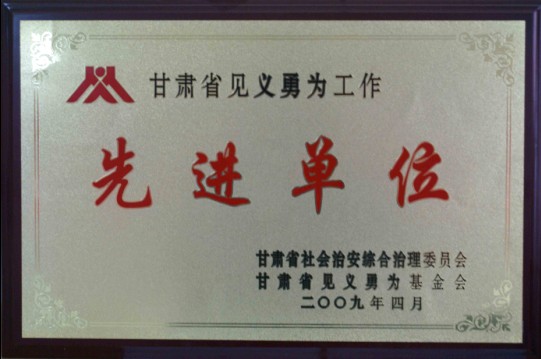 甘肃省见义勇为工作
先进单位
甘肃省社会治安综合治理委员会
甘肃省见义勇为基金会
二〇〇九年四月